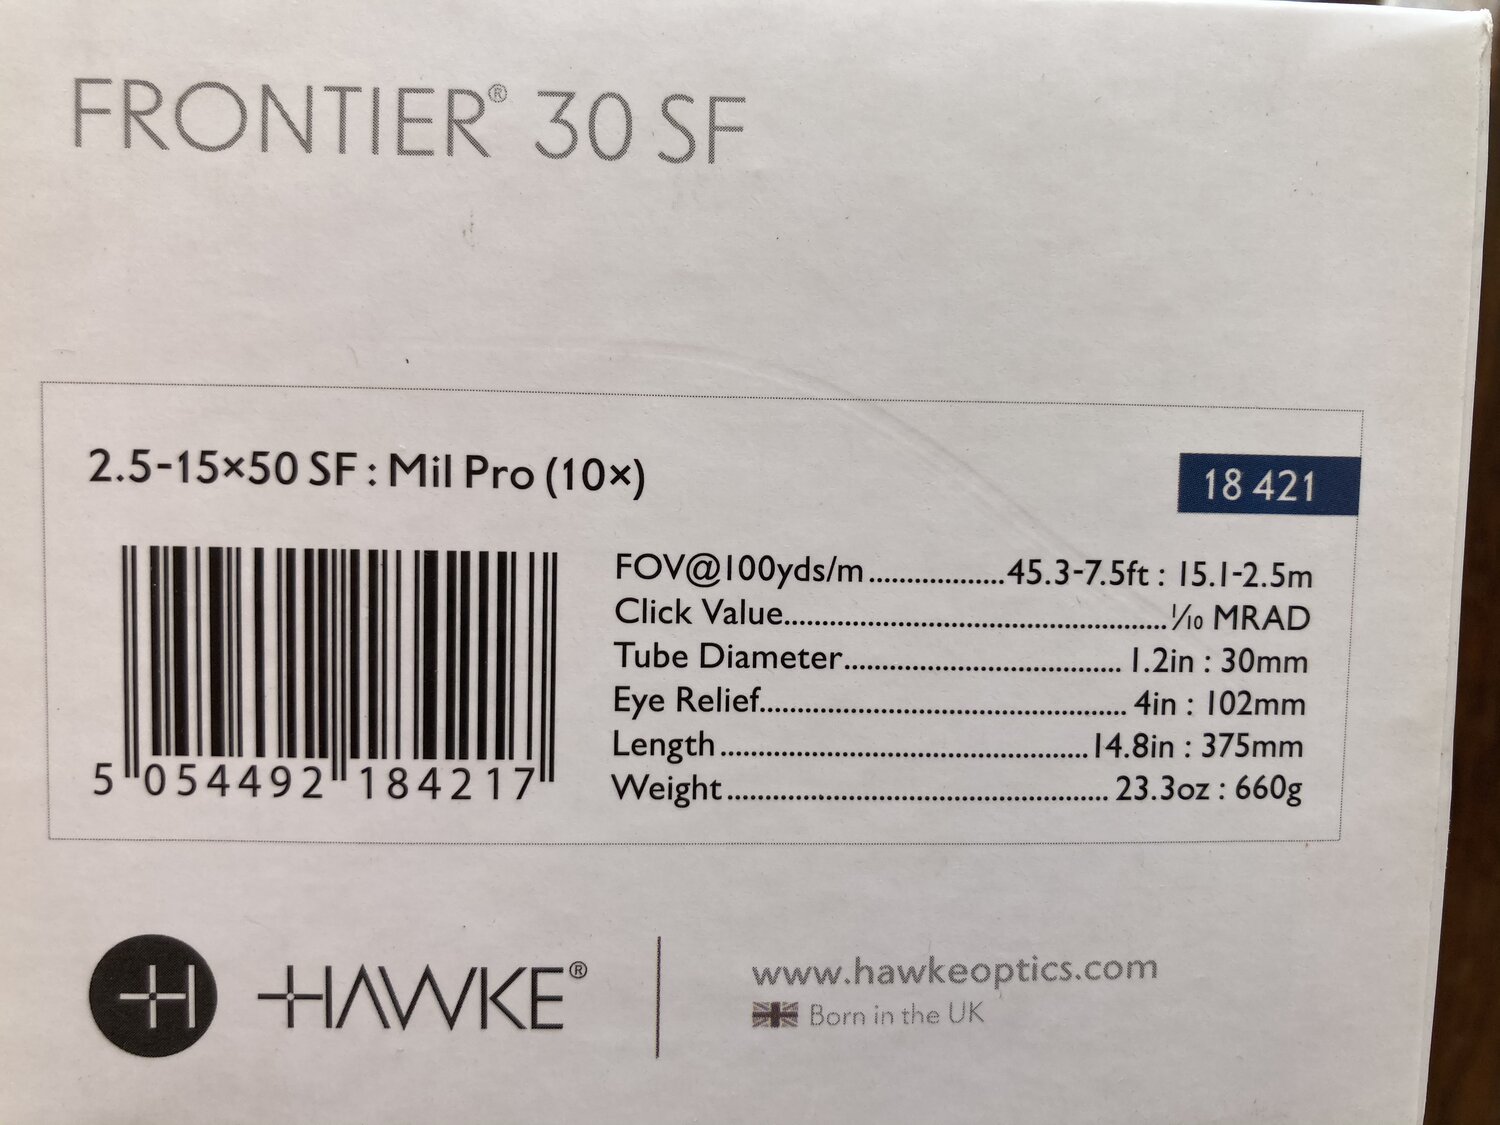 FRONTIER® 30 SF
2.5-15×50 SF : Mil Pro (10×)
18 421
FOV@100yds/m..................45.3-7.5ft : 15.1-2.5m
Click Value...................................................1/10 MRAD
Tube Diameter..................................... 1.2in : 30mm
Eye Relief................................................. 4in : 102mm
Length.................................................14.8in : 375mm
Weight................................................... 23.3oz : 660g
5 054492 184217
HAWKE®
www.hawkeoptics.com
Born in the UK